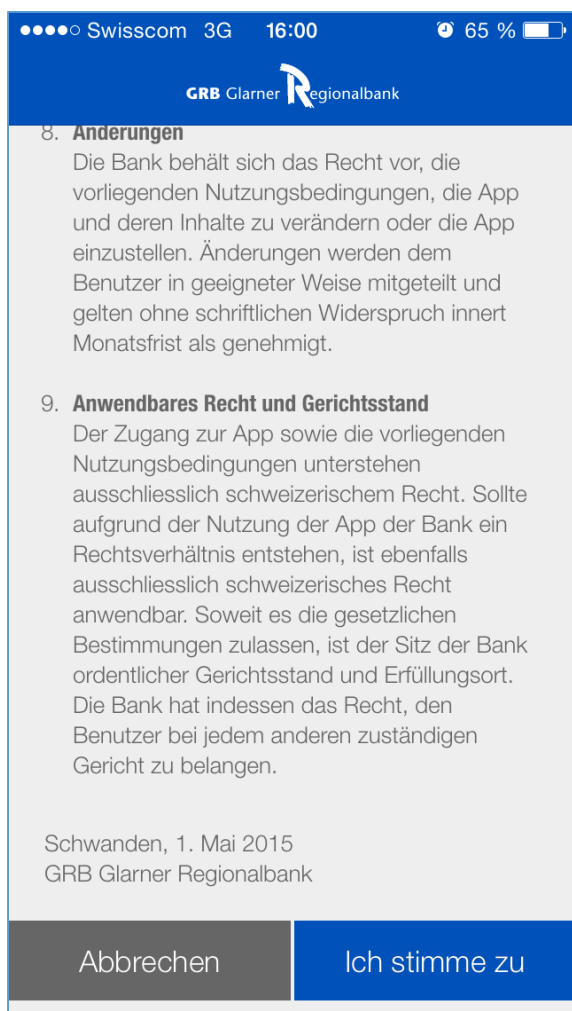 Swisscom 3G 16:00 65 %
GRB Glarner Regionalbank
8. Änderungen
Die Bank behält sich das Recht vor, die
vorliegenden Nutzungsbedingungen, die App
und deren Inhalte zu verändern oder die App
einzustellen. Änderungen werden dem
Benutzer in geeigneter Weise mitgeteilt und
gelten ohne schriftlichen Widerspruch innert
Monatsfrist als genehmigt.
9. Anwendbares Recht und Gerichtsstand
Der Zugang zur App sowie die vorliegenden
Nutzungsbedingungen unterstehen
ausschliesslich schweizerischem Recht. Sollte
aufgrund der Nutzung der App der Bank ein
Rechtsverhältnis entstehen, ist ebenfalls
ausschliesslich schweizerisches Recht
anwendbar. Soweit es die gesetzlichen
Bestimmungen zulassen, ist der Sitz der Bank
ordentlicher Gerichtsstand und Erfüllungsort.
Die Bank hat indessen das Recht, den
Benutzer bei jedem anderen zuständigen
Gericht zu belangen.
Schwanden, 1. Mai 2015
GRB Glarner Regionalbank
Abbrechen Ich stimme zu